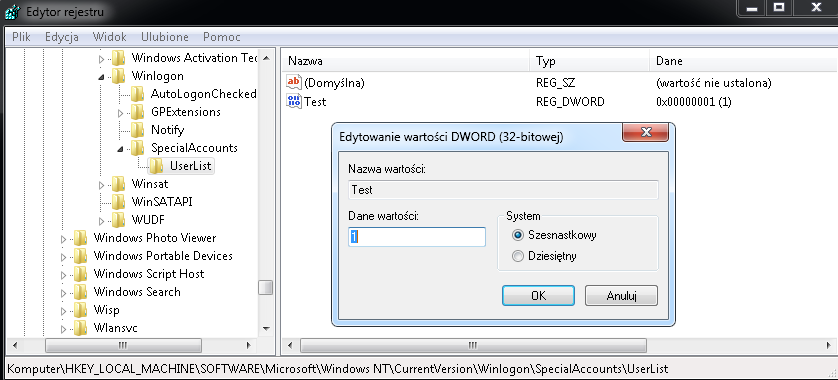 Edytor rejestru
Plik Edycja Widok Ulubione Pomoc
Windows Activation Tec
Winlogon
AutoLogonChecked
GPExtensions
Notify
SpecialAccounts
UserList
Winsat
WinSATAPI
WUDF
Windows Photo Viewer
Windows Portable Devices
Windows Script Host
Windows Search
Wisp
Wlansvc
Nazwa Typ Dane
(Domyślna) REG_SZ (wartość nie ustalona)
Test REG_DWORD 0x00000001 (1)
Edytowanie wartości DWORD (32-bitowej)
Nazwa wartości:
Test
Dane wartości:
1
System
Szesnastkowy
Dziesiętny
OK Anuluj
Komputer\HKEY_LOCAL_MACHINE\SOFTWARE\Microsoft\Windows NT\CurrentVersion\Winlogon\SpecialAccounts\UserList